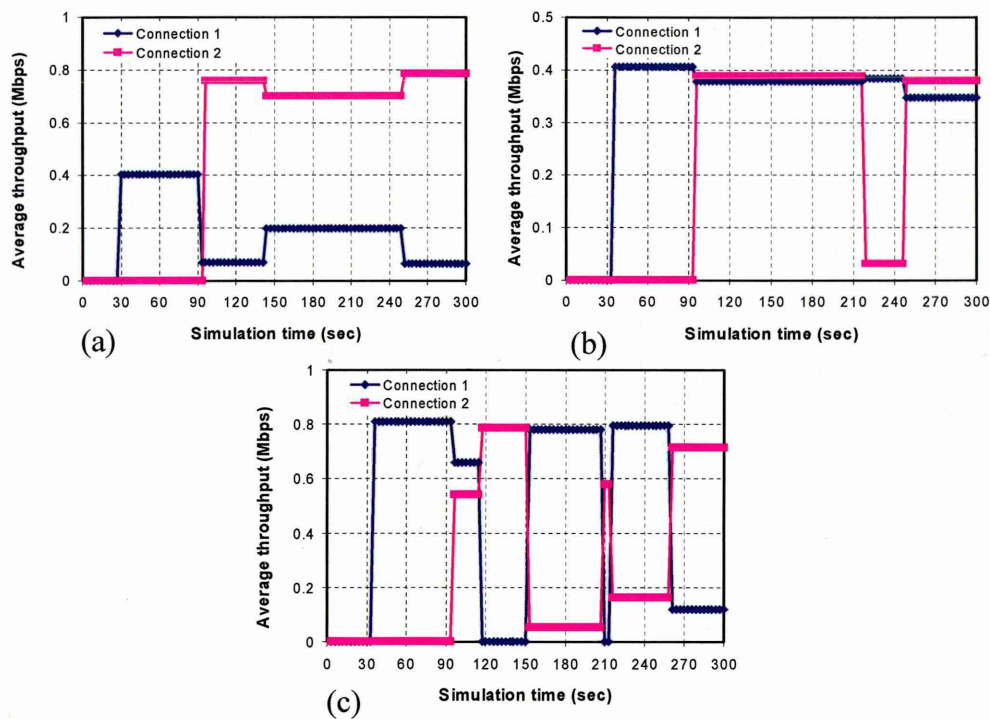 1
0.8
0.6
0.4
0.2
0
Average throughput (Mbps)
Connection 1
Connection 2
0 30 60 90 120 150 180 210 240 270 300
Simulation time (sec)
(a)
0.5
0.4
0.3
0.2
0.1
0
Average throughput (Mbps)
Connection 1
Connection 2
0 30 60 90 120 150 180 210 240 270 300
Simulation time (sec)
(b)
1
0.8
0.6
0.4
0.2
0
Average throughput (Mbps)
Connection 1
Connection 2
0 30 60 90 120 150 180 210 240 270 300
Simulation time (sec)
(c)